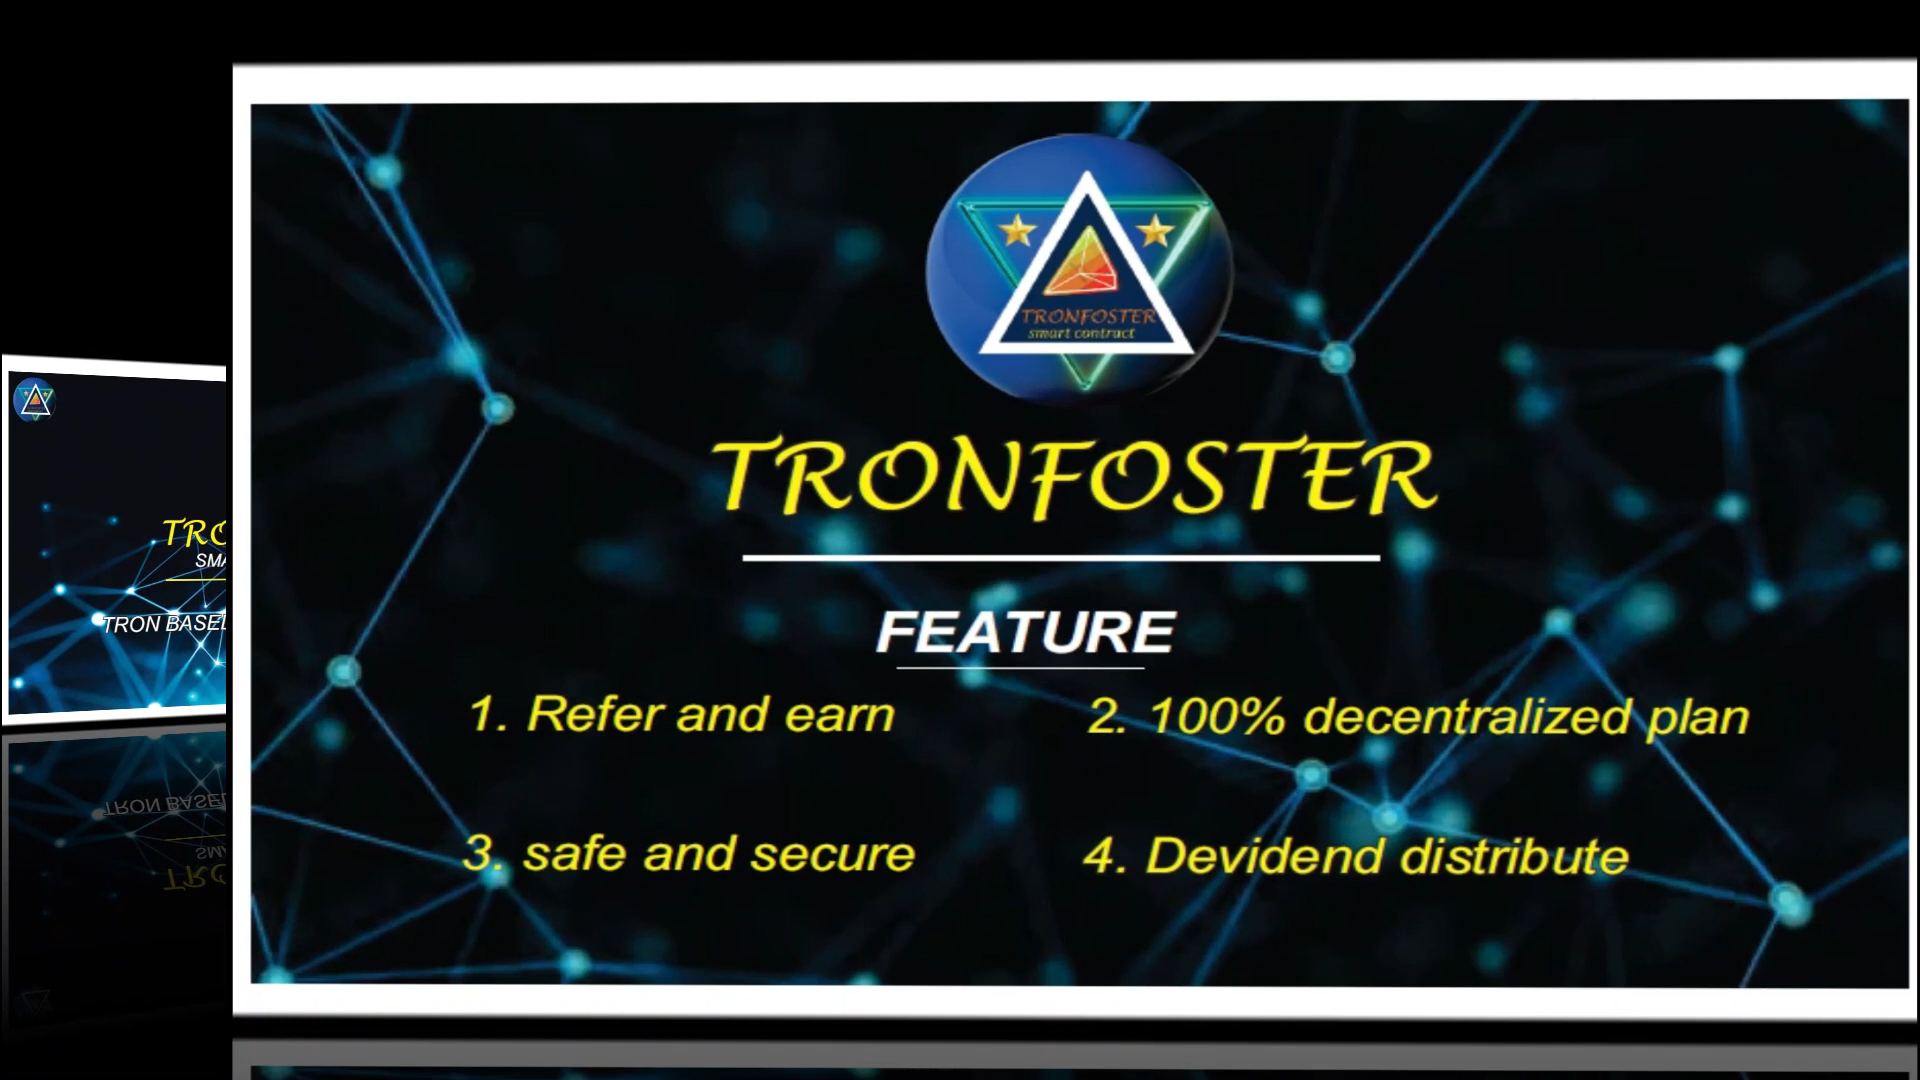 TRONFOSTER
smart contract
TRONFOSTER
FEATURE
1. Refer and earn
2. 100% decentralized plan
3. safe and secure
4. Devidend distribute
TRON